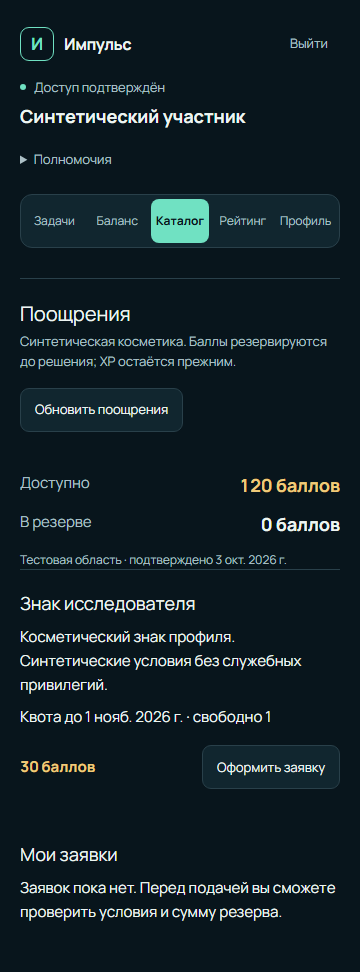 И Импульс Выйти
Доступ подтверждён
Синтетический участник
Полномочия
Задачи Баланс Каталог Рейтинг Профиль
Поощрения
Синтетическая косметика. Баллы резервируются
до решения; XP остаётся прежним.
Обновить поощрения
Доступно 120 баллов
В резерве 0 баллов
Тестовая область · подтверждено 3 окт. 2026 г.
Знак исследователя
Косметический знак профиля.
Синтетические условия без служебных
привилегий.
Квота до 1 нояб. 2026 г. · свободно 1
30 баллов Оформить заявку
Мои заявки
Заявок пока нет. Перед подачей вы сможете
проверить условия и сумму резерва.